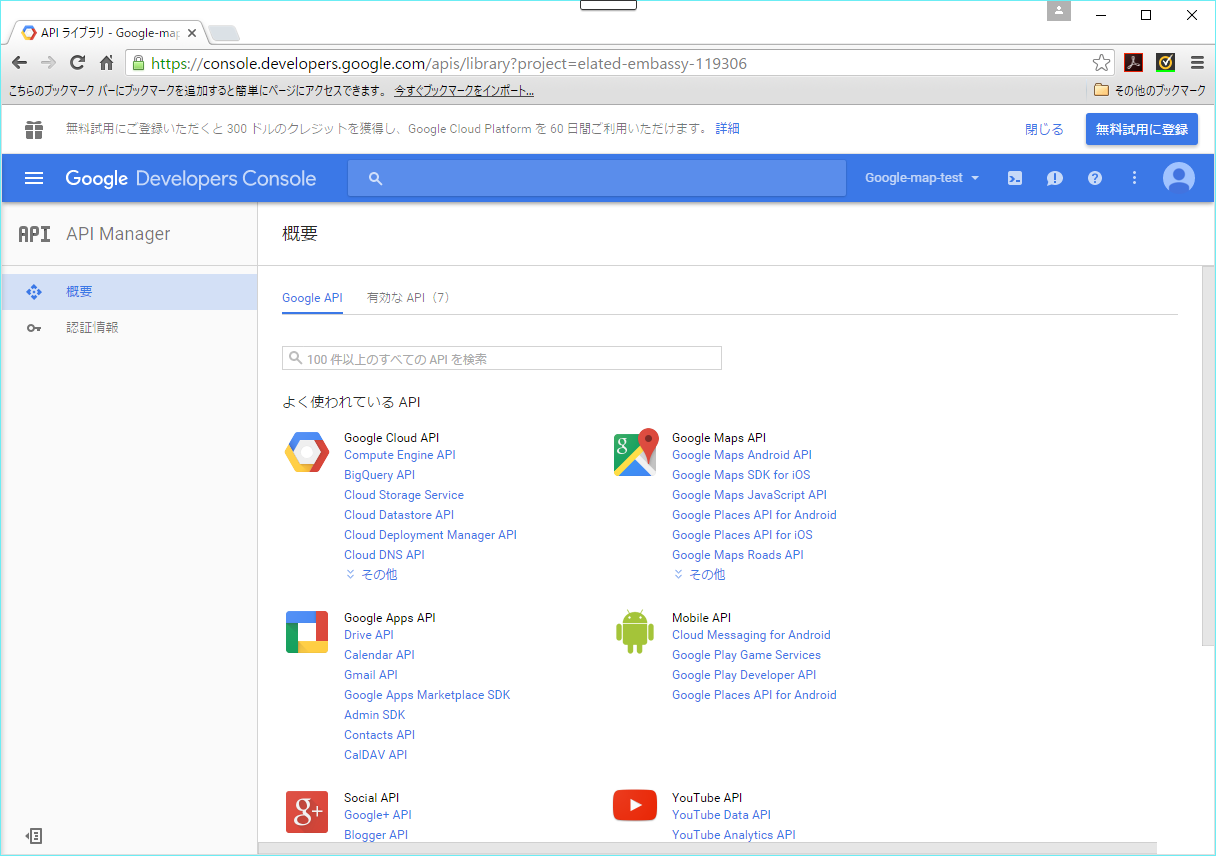 API ライブラリ - Google-map
https://console.developers.google.com/apis/library?project=elated-embassy-119306
こちらのブックマーク バーにブックマークを追加すると簡単にページにアクセスできます。 今すぐブックマークをインポート...
その他のブックマーク
無料試用にご登録いただくと 300 ドルのクレジットを獲得し、Google Cloud Platform を 60 日間ご利用いただけます。 詳細
閉じる
無料試用に登録
Google Developers Console
Google-map-test
API API Manager
概要
概要
認証情報
Google API
有効な API（7）
100 件以上のすべての API を検索
よく使われている API
Google Cloud API
Compute Engine API
BigQuery API
Cloud Storage Service
Cloud Datastore API
Cloud Deployment Manager API
Cloud DNS API
その他
Google Maps API
Google Maps Android API
Google Maps SDK for iOS
Google Maps JavaScript API
Google Places API for Android
Google Places API for iOS
Google Maps Roads API
その他
Google Apps API
Drive API
Calendar API
Gmail API
Google Apps Marketplace SDK
Admin SDK
Contacts API
CalDAV API
Mobile API
Cloud Messaging for Android
Google Play Game Services
Google Play Developer API
Google Places API for Android
Social API
Google+ API
Blogger API
YouTube API
YouTube Data API
YouTube Analytics API